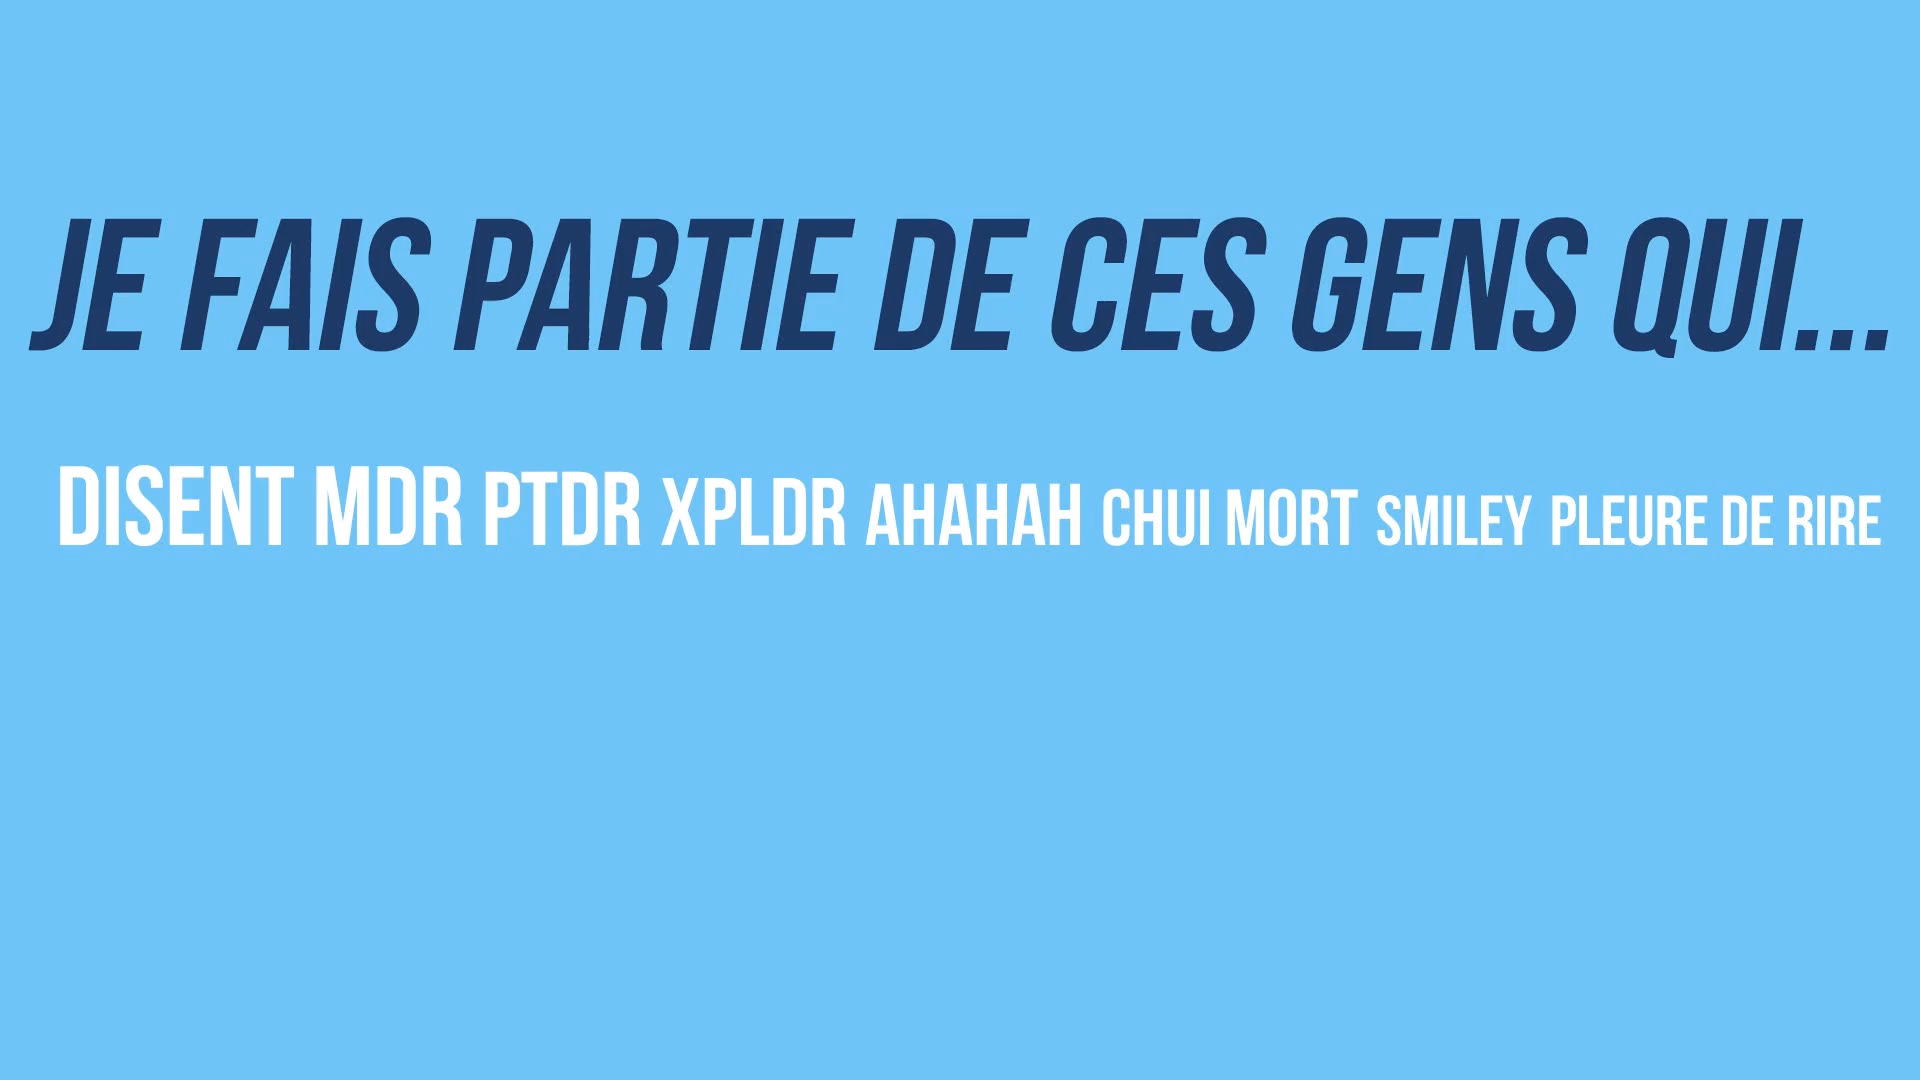 JE FAIS PARTIE DE CES GENS QUI...
DISENT MDR PTDR XPLDR AHAHAH CHUI MORT SMILEY PLEURE DE RIRE